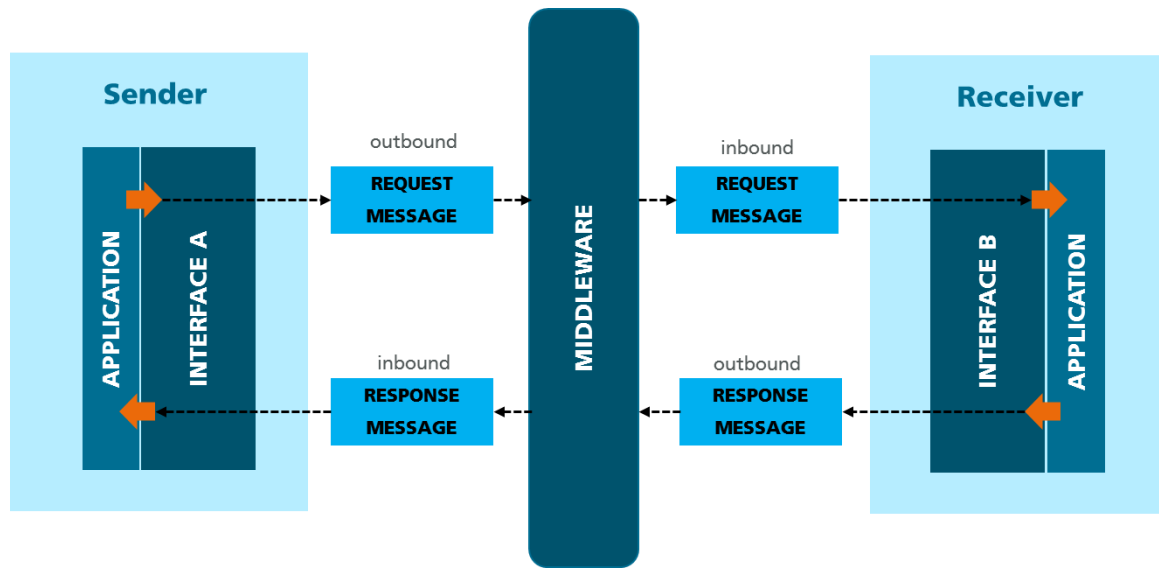 Sender
Receiver
outbound
inbound
REQUEST
MESSAGE
REQUEST
MESSAGE
APPLICATION
INTERFACE A
MIDDLEWARE
INTERFACE B
APPLICATION
inbound
outbound
RESPONSE
MESSAGE
RESPONSE
MESSAGE